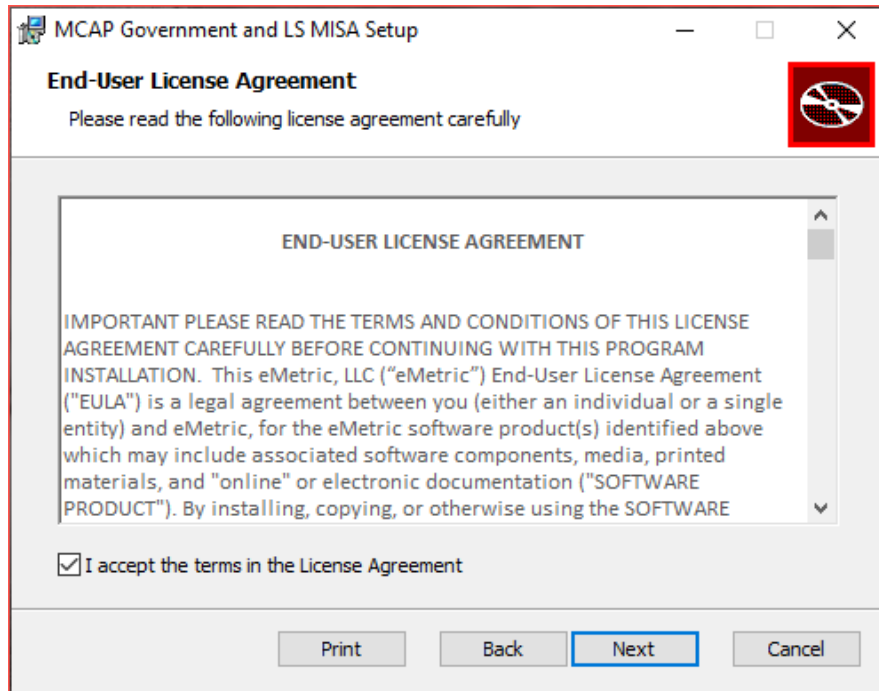 MCAP Government and LS MISA Setup
End-User License Agreement
Please read the following license agreement carefully
END-USER LICENSE AGREEMENT
IMPORTANT PLEASE READ THE TERMS AND CONDITIONS OF THIS LICENSE
AGREEMENT CAREFULLY BEFORE CONTINUING WITH THIS PROGRAM
INSTALLATION.  This eMetric, LLC (“eMetric”) End-User License Agreement
("EULA") is a legal agreement between you (either an individual or a single
entity) and eMetric, for the eMetric software product(s) identified above
which may include associated software components, media, printed
materials, and "online" or electronic documentation ("SOFTWARE
PRODUCT"). By installing, copying, or otherwise using the SOFTWARE
I accept the terms in the License Agreement
Print Back Next Cancel